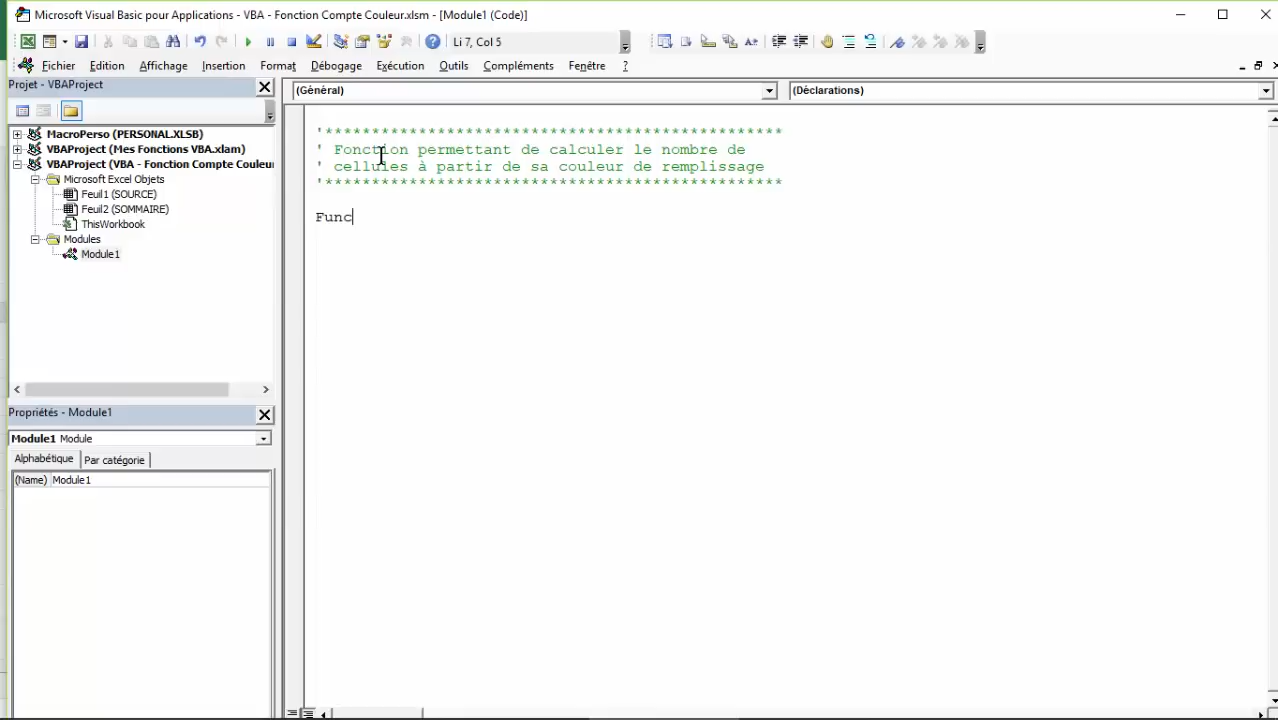 Microsoft Visual Basic pour Applications - VBA - Fonction Compte Couleur.xlsm - [Module1 (Code)]
Li 7, Col 5
Fichier Edition Affichage Insertion Format Débogage Exécution Outils Compléments Fenêtre ?
Projet - VBAProject
(Général) (Déclarations)
MacroPerso (PERSONAL.XLSB)
VBAProject (Mes Fonctions VBA.xlam)
VBAProject (VBA - Fonction Compte Couleur
Microsoft Excel Objets
Feuil1 (SOURCE)
Feuil2 (SOMMAIRE)
ThisWorkbook
Modules
Module1
'*************************************************
' Fonction permettant de calculer le nombre de
' cellules à partir de sa couleur de remplissage
'*************************************************
Func
Propriétés - Module1
Module1 Module
Alphabétique Par catégorie
(Name) Module1